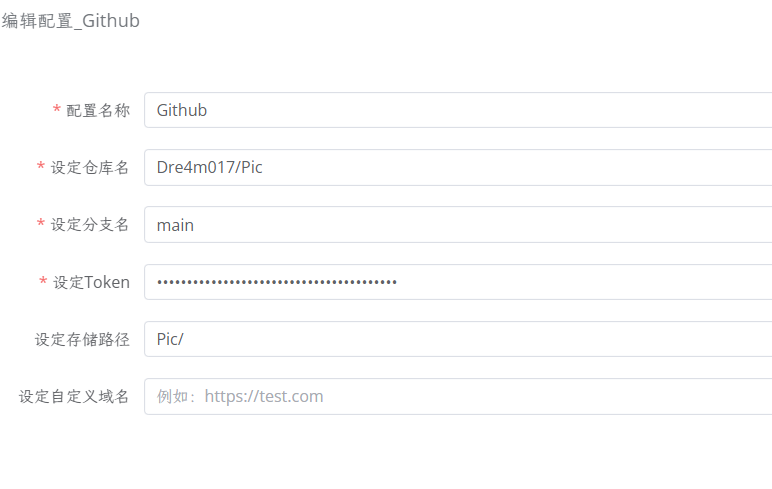 编辑配置_Github
* 配置名称 Github
* 设定仓库名 Dre4m017/Pic
* 设定分支名 main
* 设定Token ••••••••••••••••••••••••••••••••••••••••
设定存储路径 Pic/
设定自定义域名 例如：https://test.com